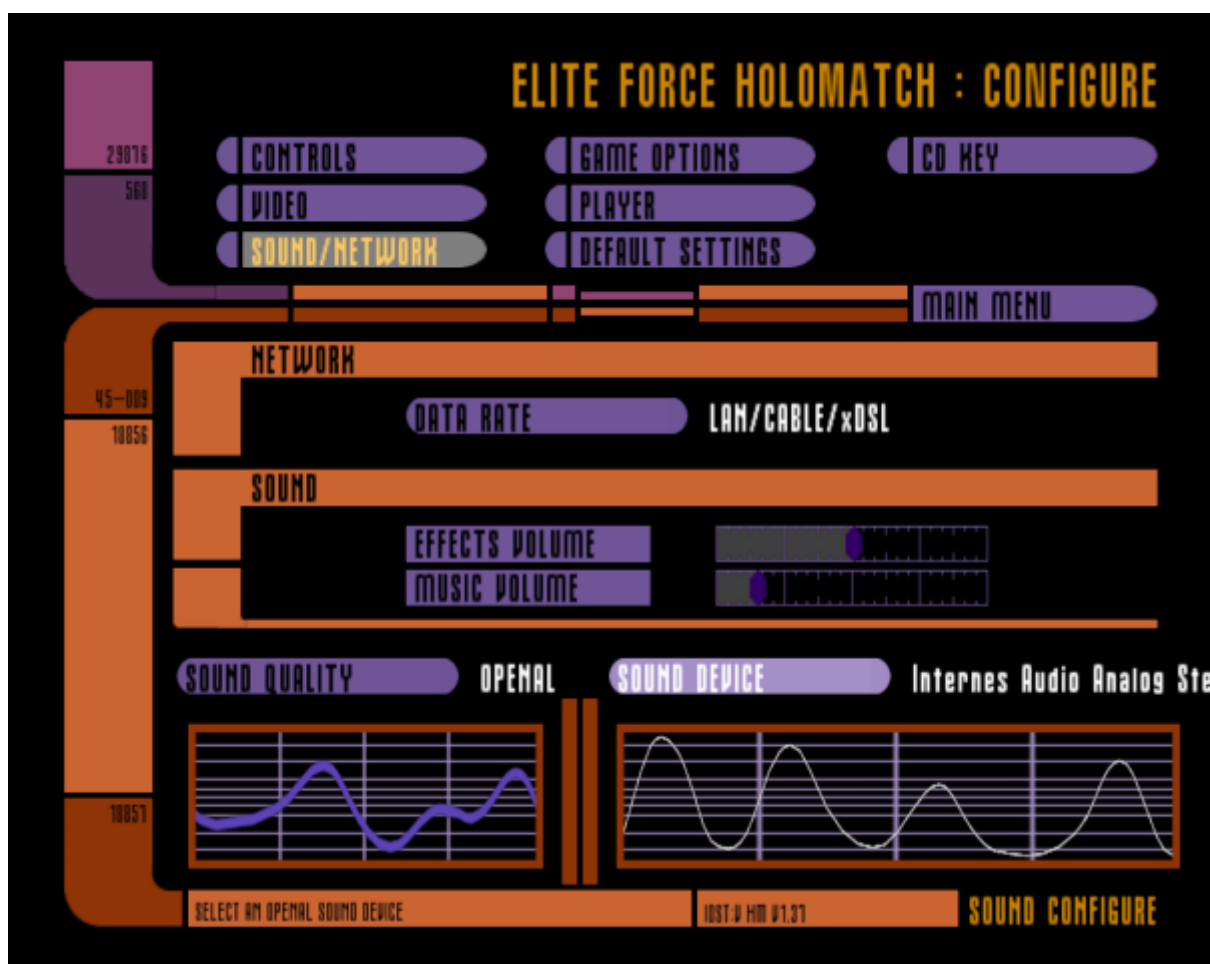 ELITE FORCE HOLOMATCH : CONFIGURE
29876
560
CONTROLS
GAME OPTIONS
CD KEY
VIDEO
PLAYER
SOUND/NETWORK
DEFAULT SETTINGS
MAIN MENU
NETWORK
45-009
DATA RATE
LAN/CABLE/xDSL
18856
SOUND
EFFECTS VOLUME
MUSIC VOLUME
SOUND QUALITY
OPENAL
SOUND DEVICE
Internes Audio Analog Ste
18857
SELECT AN OPENAL SOUND DEVICE
IOST:V HM V1.37
SOUND CONFIGURE